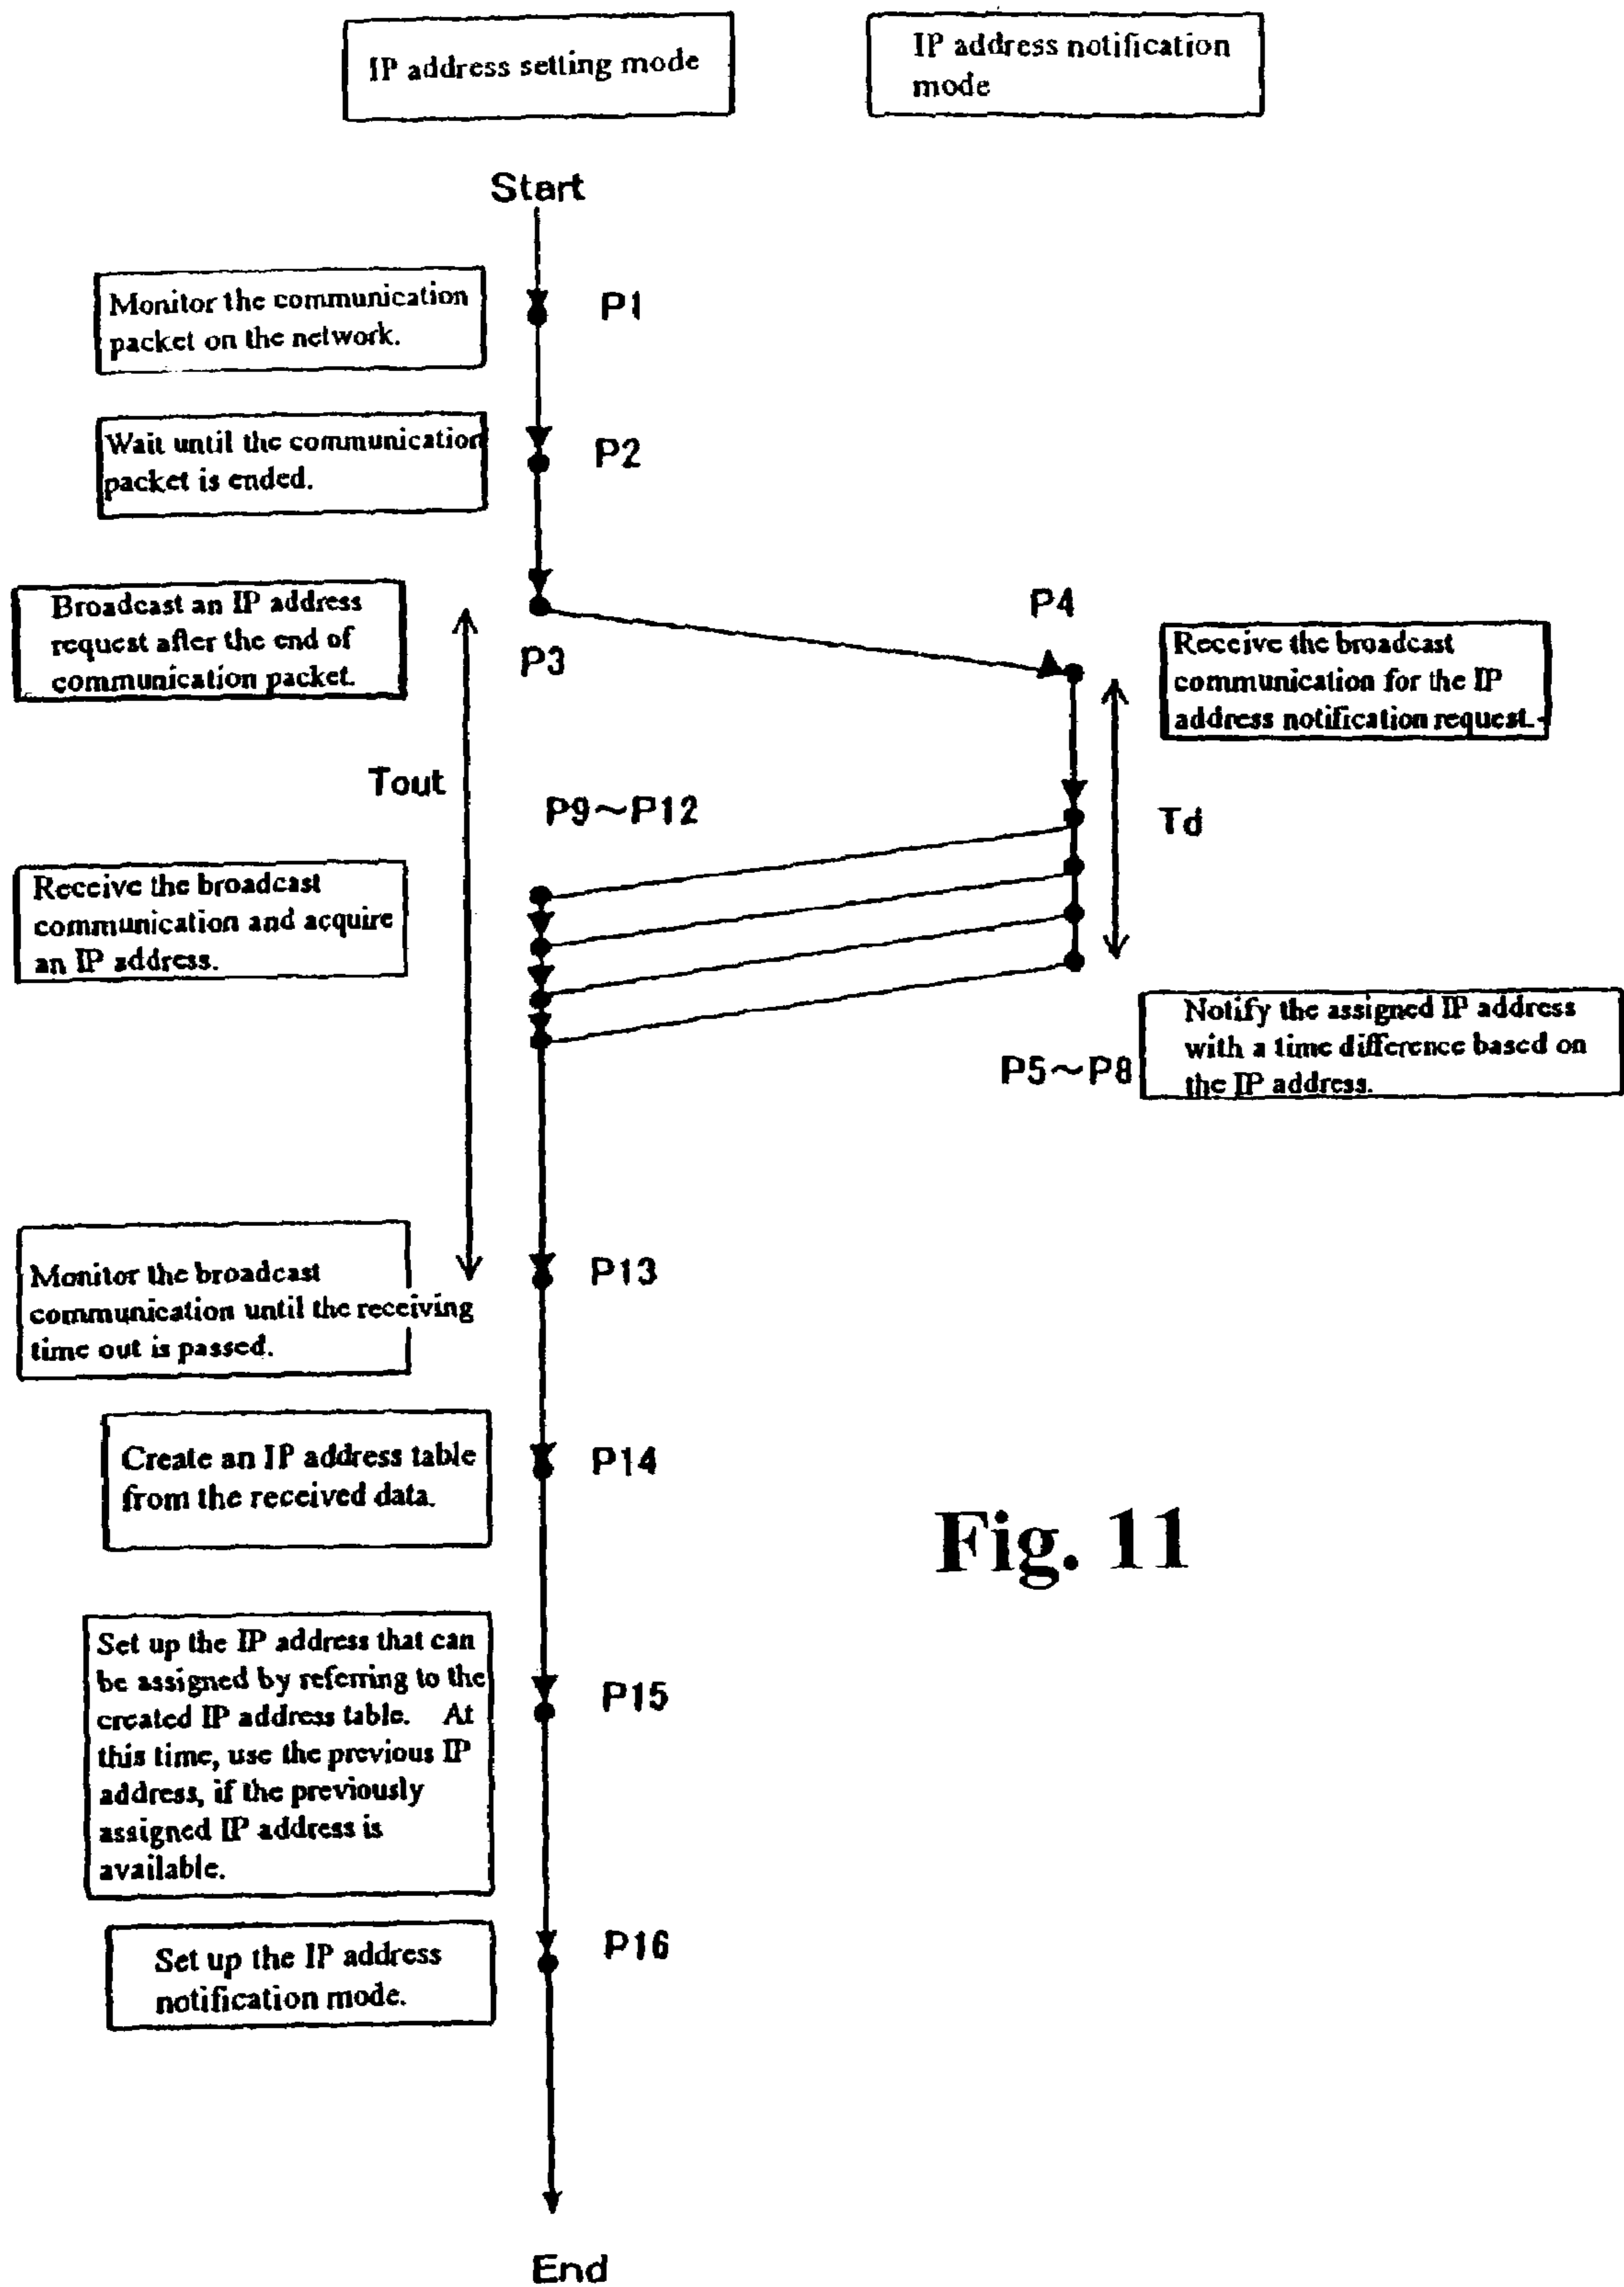 IP address setting mode
IP address notification
mode
Start
Monitor the communication
packet on the network.
P1
Wait until the communication
packet is ended.
P2
Broadcast an IP address
request after the end of
communication packet.
P3
P4
Receive the broadcast
communication for the IP
address notification request.
Tout
P9～P12
Td
Receive the broadcast
communication and acquire
an IP address.
Notify the assigned IP address
with a time difference based on
the IP address.
P5～P8
Monitor the broadcast
communication until the receiving
time out is passed.
P13
Create an IP address table
from the received data.
P14
Fig. 11
Set up the IP address that can
be assigned by referring to the
created IP address table. At
this time, use the previous IP
address, if the previously
assigned IP address is
available.
P15
Set up the IP address
notification mode.
P16
End